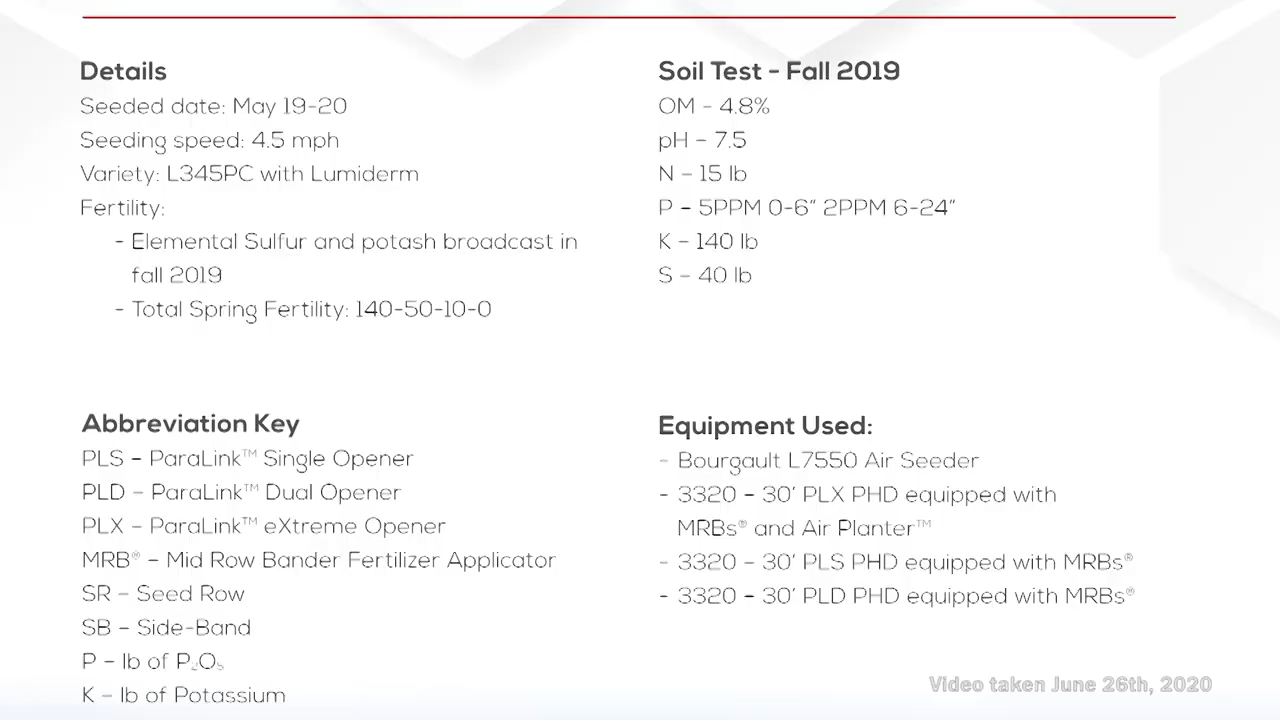 Details
Seeded date: May 19-20
Seeding speed: 4.5 mph
Variety: L345PC with Lumiderm
Fertility:
- Elemental Sulfur and potash broadcast in
fall 2019
- Total Spring Fertility: 140-50-10-0
Soil Test - Fall 2019
OM – 4.8%
pH – 7.5
N – 15 lb
P – 5PPM 0-6” 2PPM 6-24”
K – 140 lb
S – 40 lb
Abbreviation Key
PLS – ParaLink™ Single Opener
PLD – ParaLink™ Dual Opener
PLX – ParaLink™ eXtreme Opener
MRB® – Mid Row Bander Fertilizer Applicator
SR – Seed Row
SB – Side-Band
P – lb of P₂O₅
K – lb of Potassium
Equipment Used:
- Bourgault L7550 Air Seeder
- 3320 – 30’ PLX PHD equipped with
MRBs® and Air Planter™
- 3320 – 30’ PLS PHD equipped with MRBs®
- 3320 – 30’ PLD PHD equipped with MRBs®
Video taken June 26th, 2020